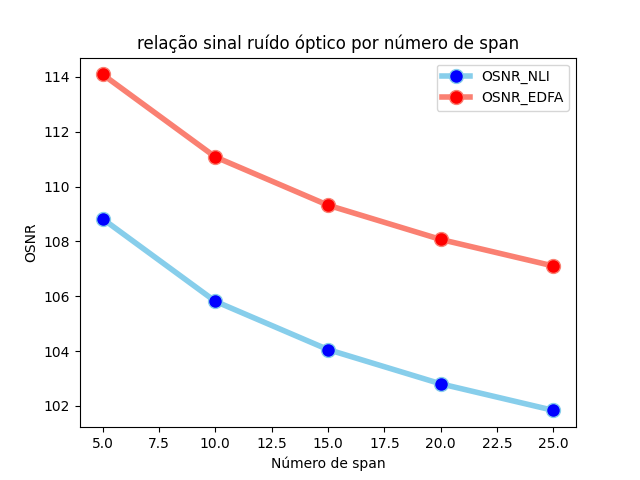 relação sinal ruído óptico por número de span
OSNR_NLI
OSNR_EDFA
OSNR
114
112
110
108
106
104
102
5.0 7.5 10.0 12.5 15.0 17.5 20.0 22.5 25.0
Número de span